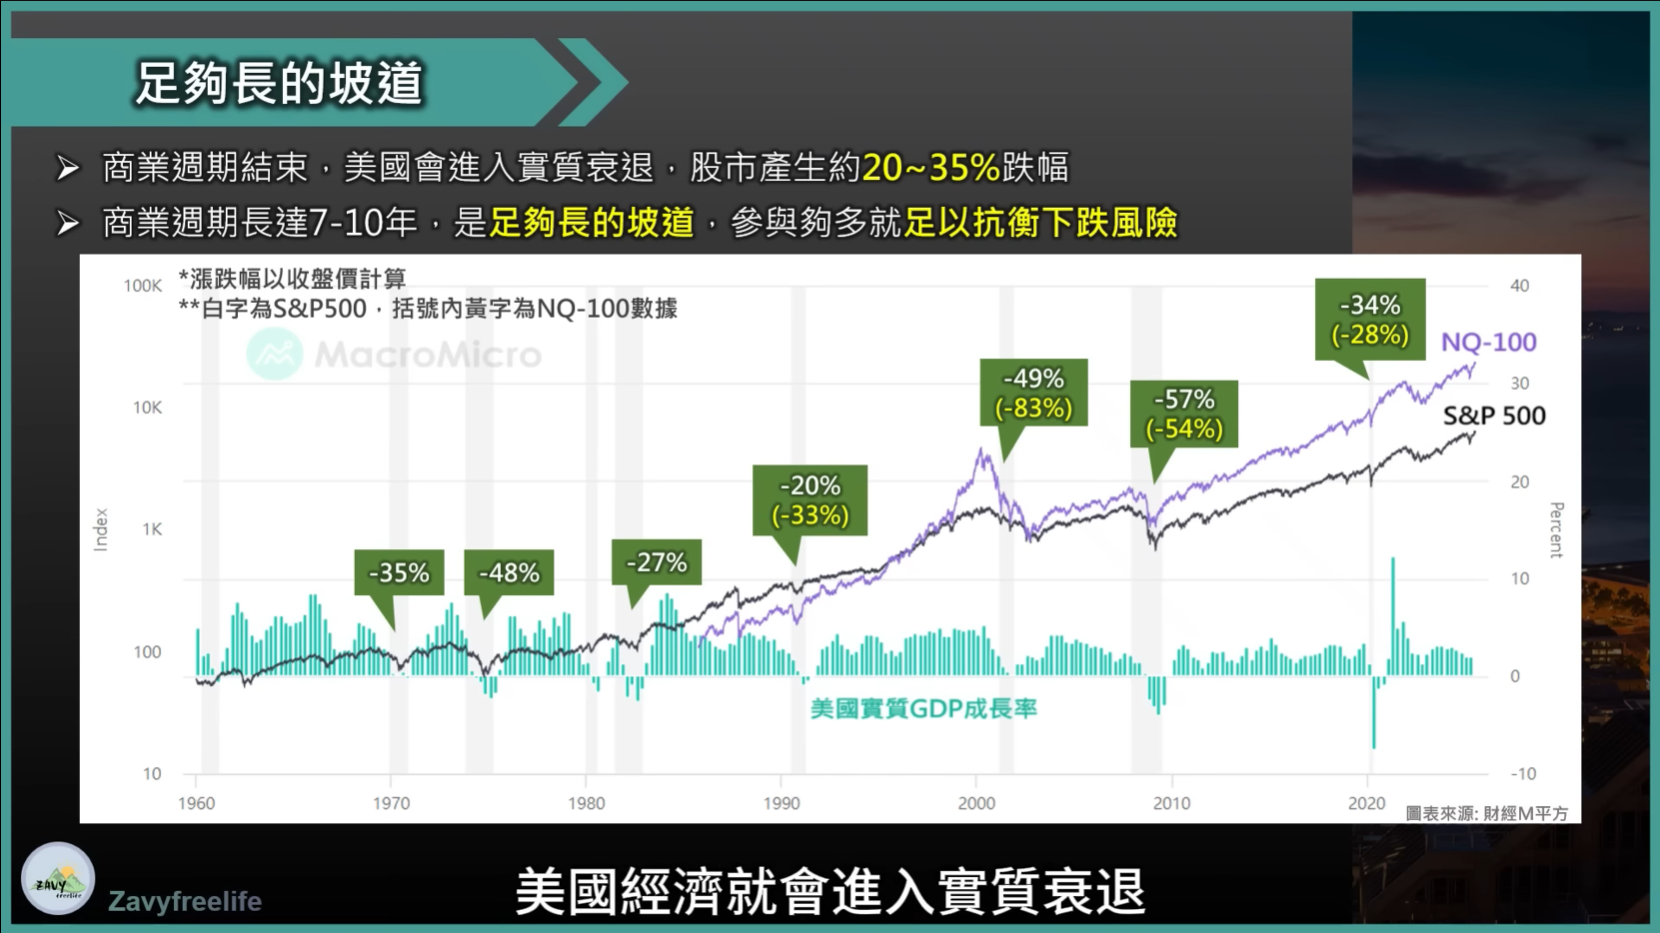 足夠長的坡道
商業週期結束，美國會進入實質衰退，股市產生約20~35%跌幅
商業週期長達7-10年，是足夠長的坡道，參與夠多就足以抗衡下跌風險
*漲跌幅以收盤價計算
**白字為S&P500，括號內黃字為NQ-100數據
MacroMicro
100K
10K
1K
100
10
Index
40
30
20
10
0
-10
Percent
-35%
-48%
-27%
-20%
(-33%)
-49%
(-83%)
-57%
(-54%)
-34%
(-28%)
NQ-100
S&P 500
美國實質GDP成長率
1960
1970
1980
1990
2000
2010
2020
圖表來源: 財經M平方
ZAVY
freelife
Zavyfreelife
美國經濟就會進入實質衰退